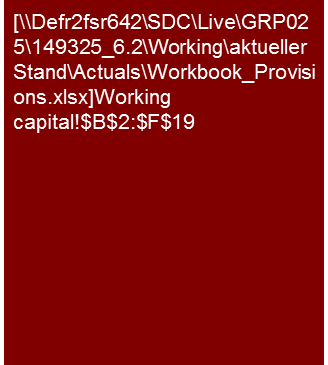 [\\Defr2fsr642\SDC\Live\GRP02
5\149325_6.2\Working\aktueller
Stand\Actuals\Workbook_Provisi
ons.xlsx]Working
capital!$B$2:$F$19